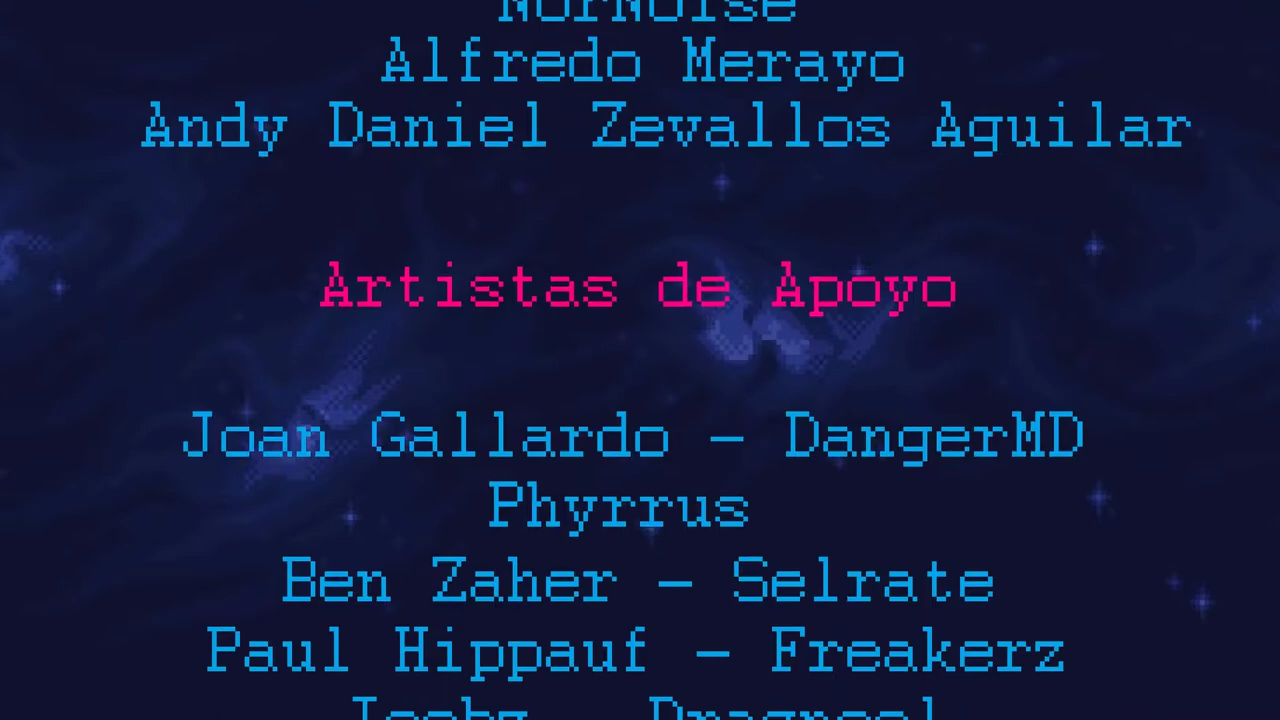 NorNoise
Alfredo Merayo
Andy Daniel Zevallos Aguilar
Artistas de Apoyo
Joan Gallardo - DangerMD
Phyrrus
Ben Zaher - Selrate
Paul Hippauf - Freakerz